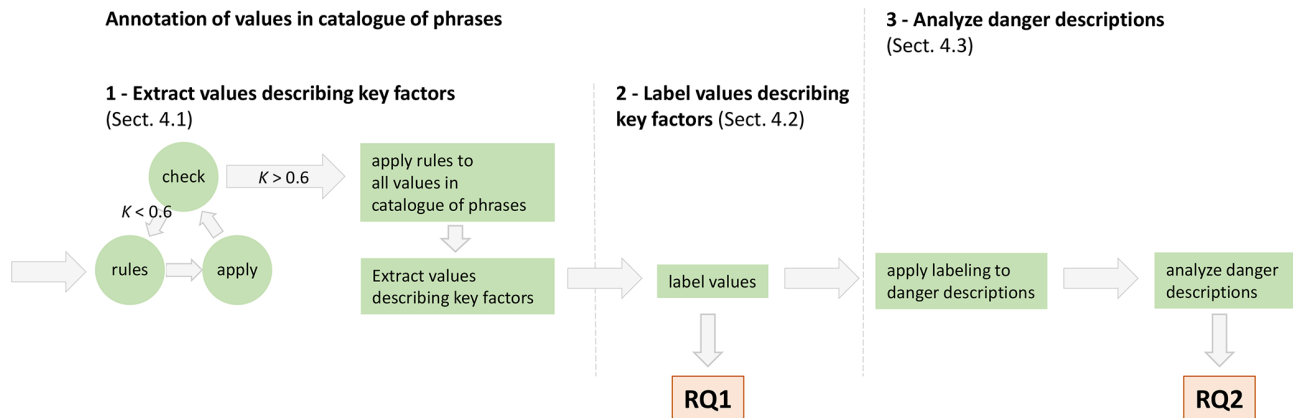 Annotation of values in catalogue of phrases
1 - Extract values describing key factors
(Sect. 4.1)
check
K > 0.6
K < 0.6
rules
apply
apply rules to
all values in
catalogue of phrases
Extract values
describing key factors
2 - Label values describing
key factors (Sect. 4.2)
label values
RQ1
3 - Analyze danger descriptions
(Sect. 4.3)
apply labeling to
danger descriptions
analyze danger
descriptions
RQ2